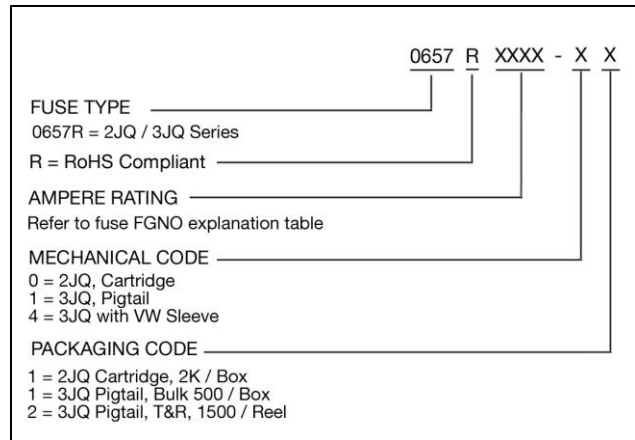 0657 R XXXX - X X
FUSE TYPE
0657R = 2JQ / 3JQ Series
R = RoHS Compliant
AMPERE RATING
Refer to fuse FGNO explanation table
MECHANICAL CODE
0 = 2JQ, Cartridge
1 = 3JQ, Pigtail
4 = 3JQ with VW Sleeve
PACKAGING CODE
1 = 2JQ Cartridge, 2K / Box
1 = 3JQ Pigtail, Bulk 500 / Box
2 = 3JQ Pigtail, T&R, 1500 / Reel